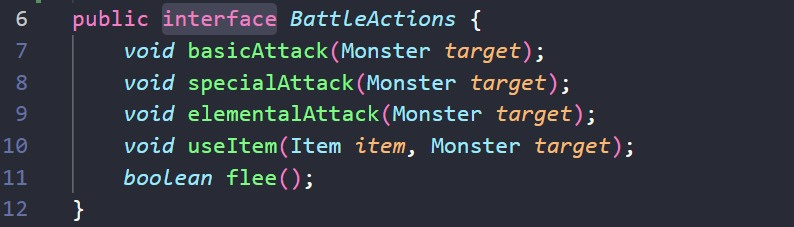 6 public interface BattleActions {
7 void basicAttack(Monster target);
8 void specialAttack(Monster target);
9 void elementalAttack(Monster target);
10 void useItem(Item item, Monster target);
11 boolean flee();
12 }